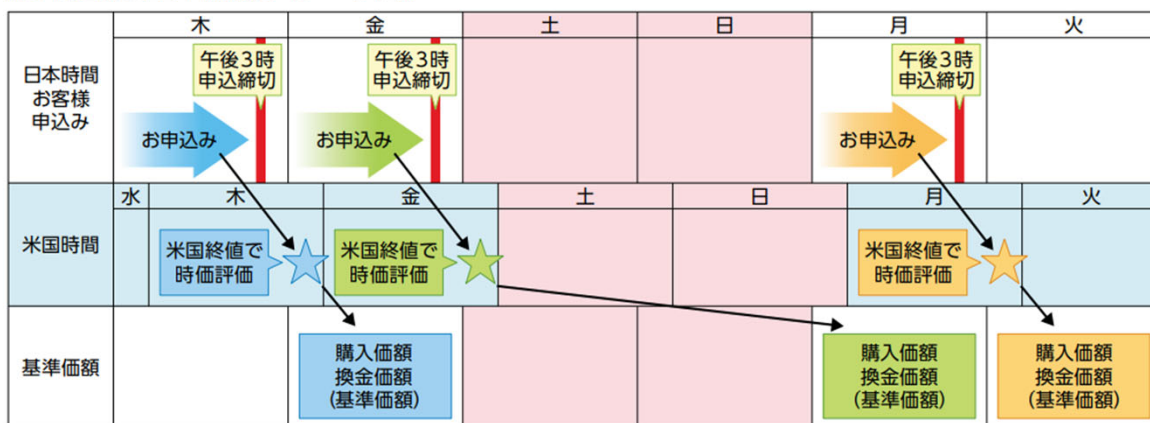 木
金
土
日
月
火
日本時間
お客様
申込み
午後3時
申込締切
午後3時
申込締切
午後3時
申込締切
お申込み
お申込み
お申込み
米国時間
水
木
金
土
日
月
火
米国終値で
時価評価
米国終値で
時価評価
米国終値で
時価評価
基準価額
購入価額
換金価額
(基準価額)
購入価額
換金価額
(基準価額)
購入価額
換金価額
(基準価額)